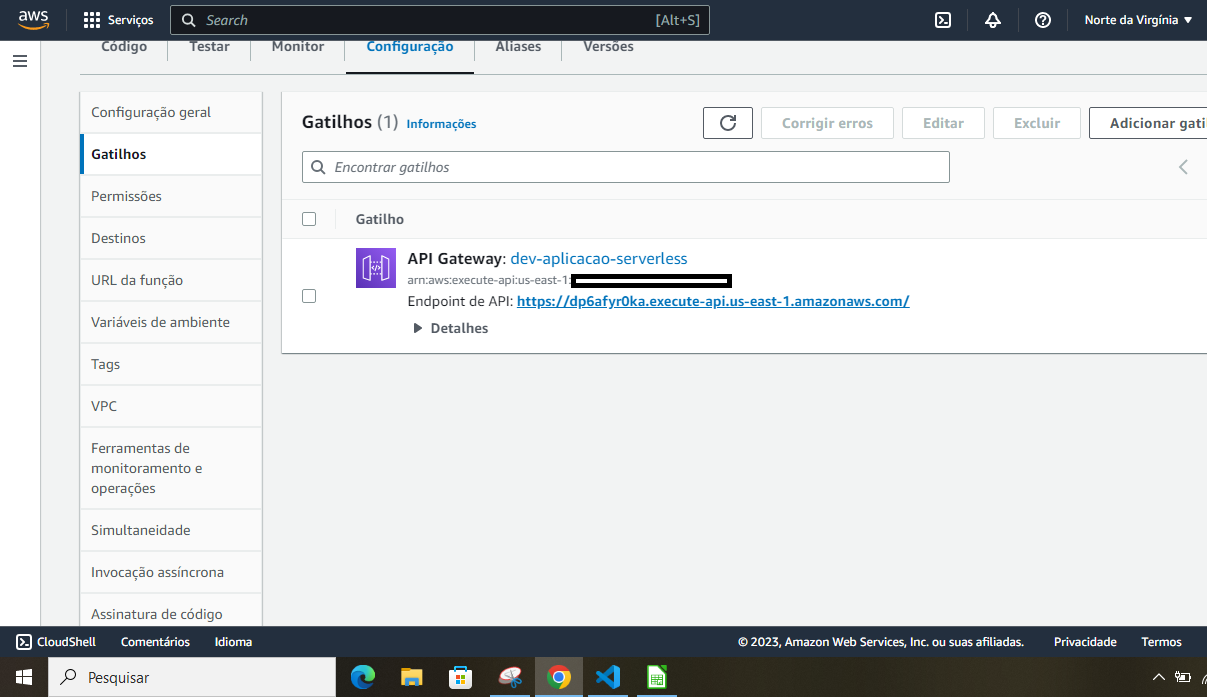 aws Serviços Search [Alt+S] Norte da Virgínia
Código Testar Monitor Configuração Aliases Versões
Configuração geral
Gatilhos
Permissões
Destinos
URL da função
Variáveis de ambiente
Tags
VPC
Ferramentas de
monitoramento e
operações
Simultaneidade
Invocação assíncrona
Assinatura de código
Gatilhos (1) Informações Corrigir erros Editar Excluir Adicionar gati
Encontrar gatilhos
Gatilho
API Gateway: dev-aplicacao-serverless
arn:aws:execute-api:us-east-1:
Endpoint de API: https://dp6afyr0ka.execute-api.us-east-1.amazonaws.com/
Detalhes
CloudShell Comentários Idioma © 2023, Amazon Web Services, Inc. ou suas afiliadas. Privacidade Termos
Pesquisar